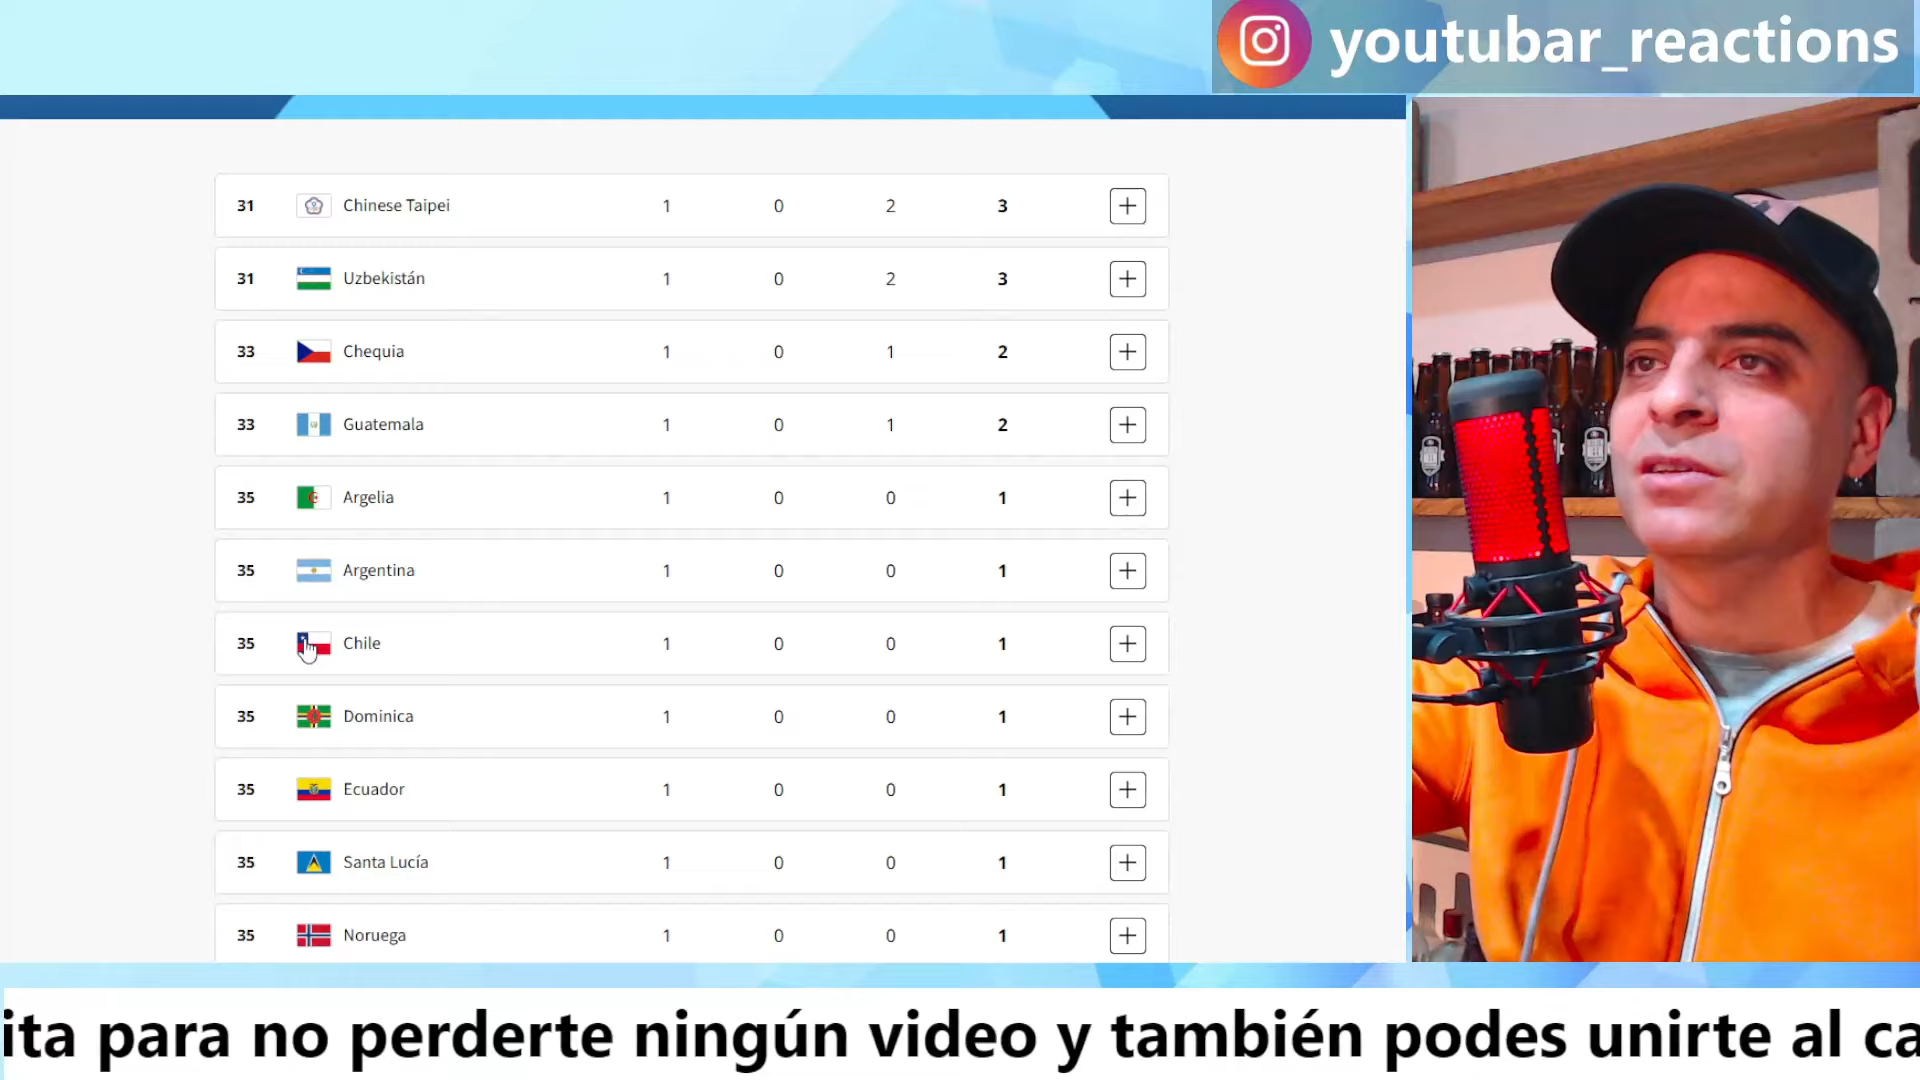 youtubar_reactions
31 Chinese Taipei 1 0 2 3 +
31 Uzbekistán 1 0 2 3 +
33 Chequia 1 0 1 2 +
33 Guatemala 1 0 1 2 +
35 Argelia 1 0 0 1 +
35 Argentina 1 0 0 1 +
35 Chile 1 0 0 1 +
35 Dominica 1 0 0 1 +
35 Ecuador 1 0 0 1 +
35 Santa Lucía 1 0 0 1 +
35 Noruega 1 0 0 1 +
ita para no perderte ningún video y también podes unirte al ca